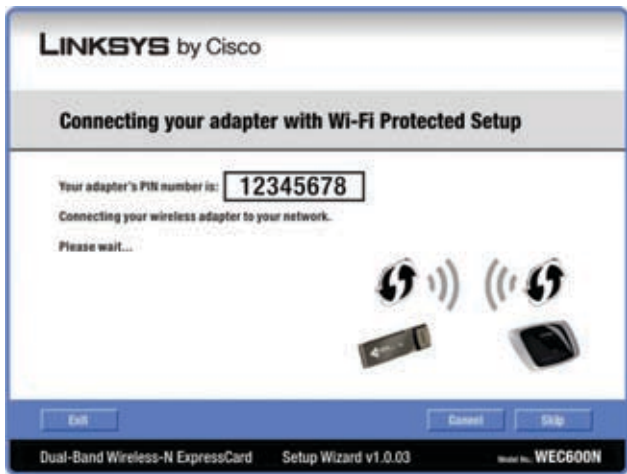 LINKSYS by Cisco
Connecting your adapter with Wi-Fi Protected Setup
Your adapter's PIN number is: 12345678
Connecting your wireless adapter to your network.
Please wait...
Exit Cancel Skip
Dual-Band Wireless-N ExpressCard Setup Wizard v1.0.03 Model No. WEC600N